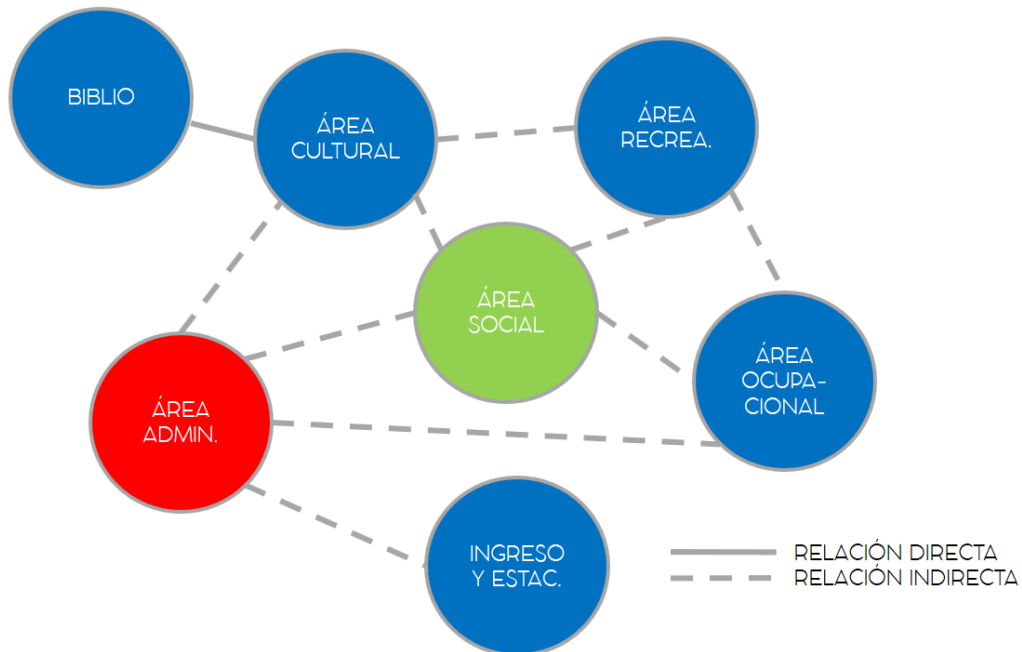 BIBLIO
ÁREA
CULTURAL
ÁREA
RECREA.
ÁREA
SOCIAL
ÁREA
OCUPA-
CIONAL
ÁREA
ADMIN.
INGRESO
Y ESTAC.
RELACIÓN DIRECTA
RELACIÓN INDIRECTA